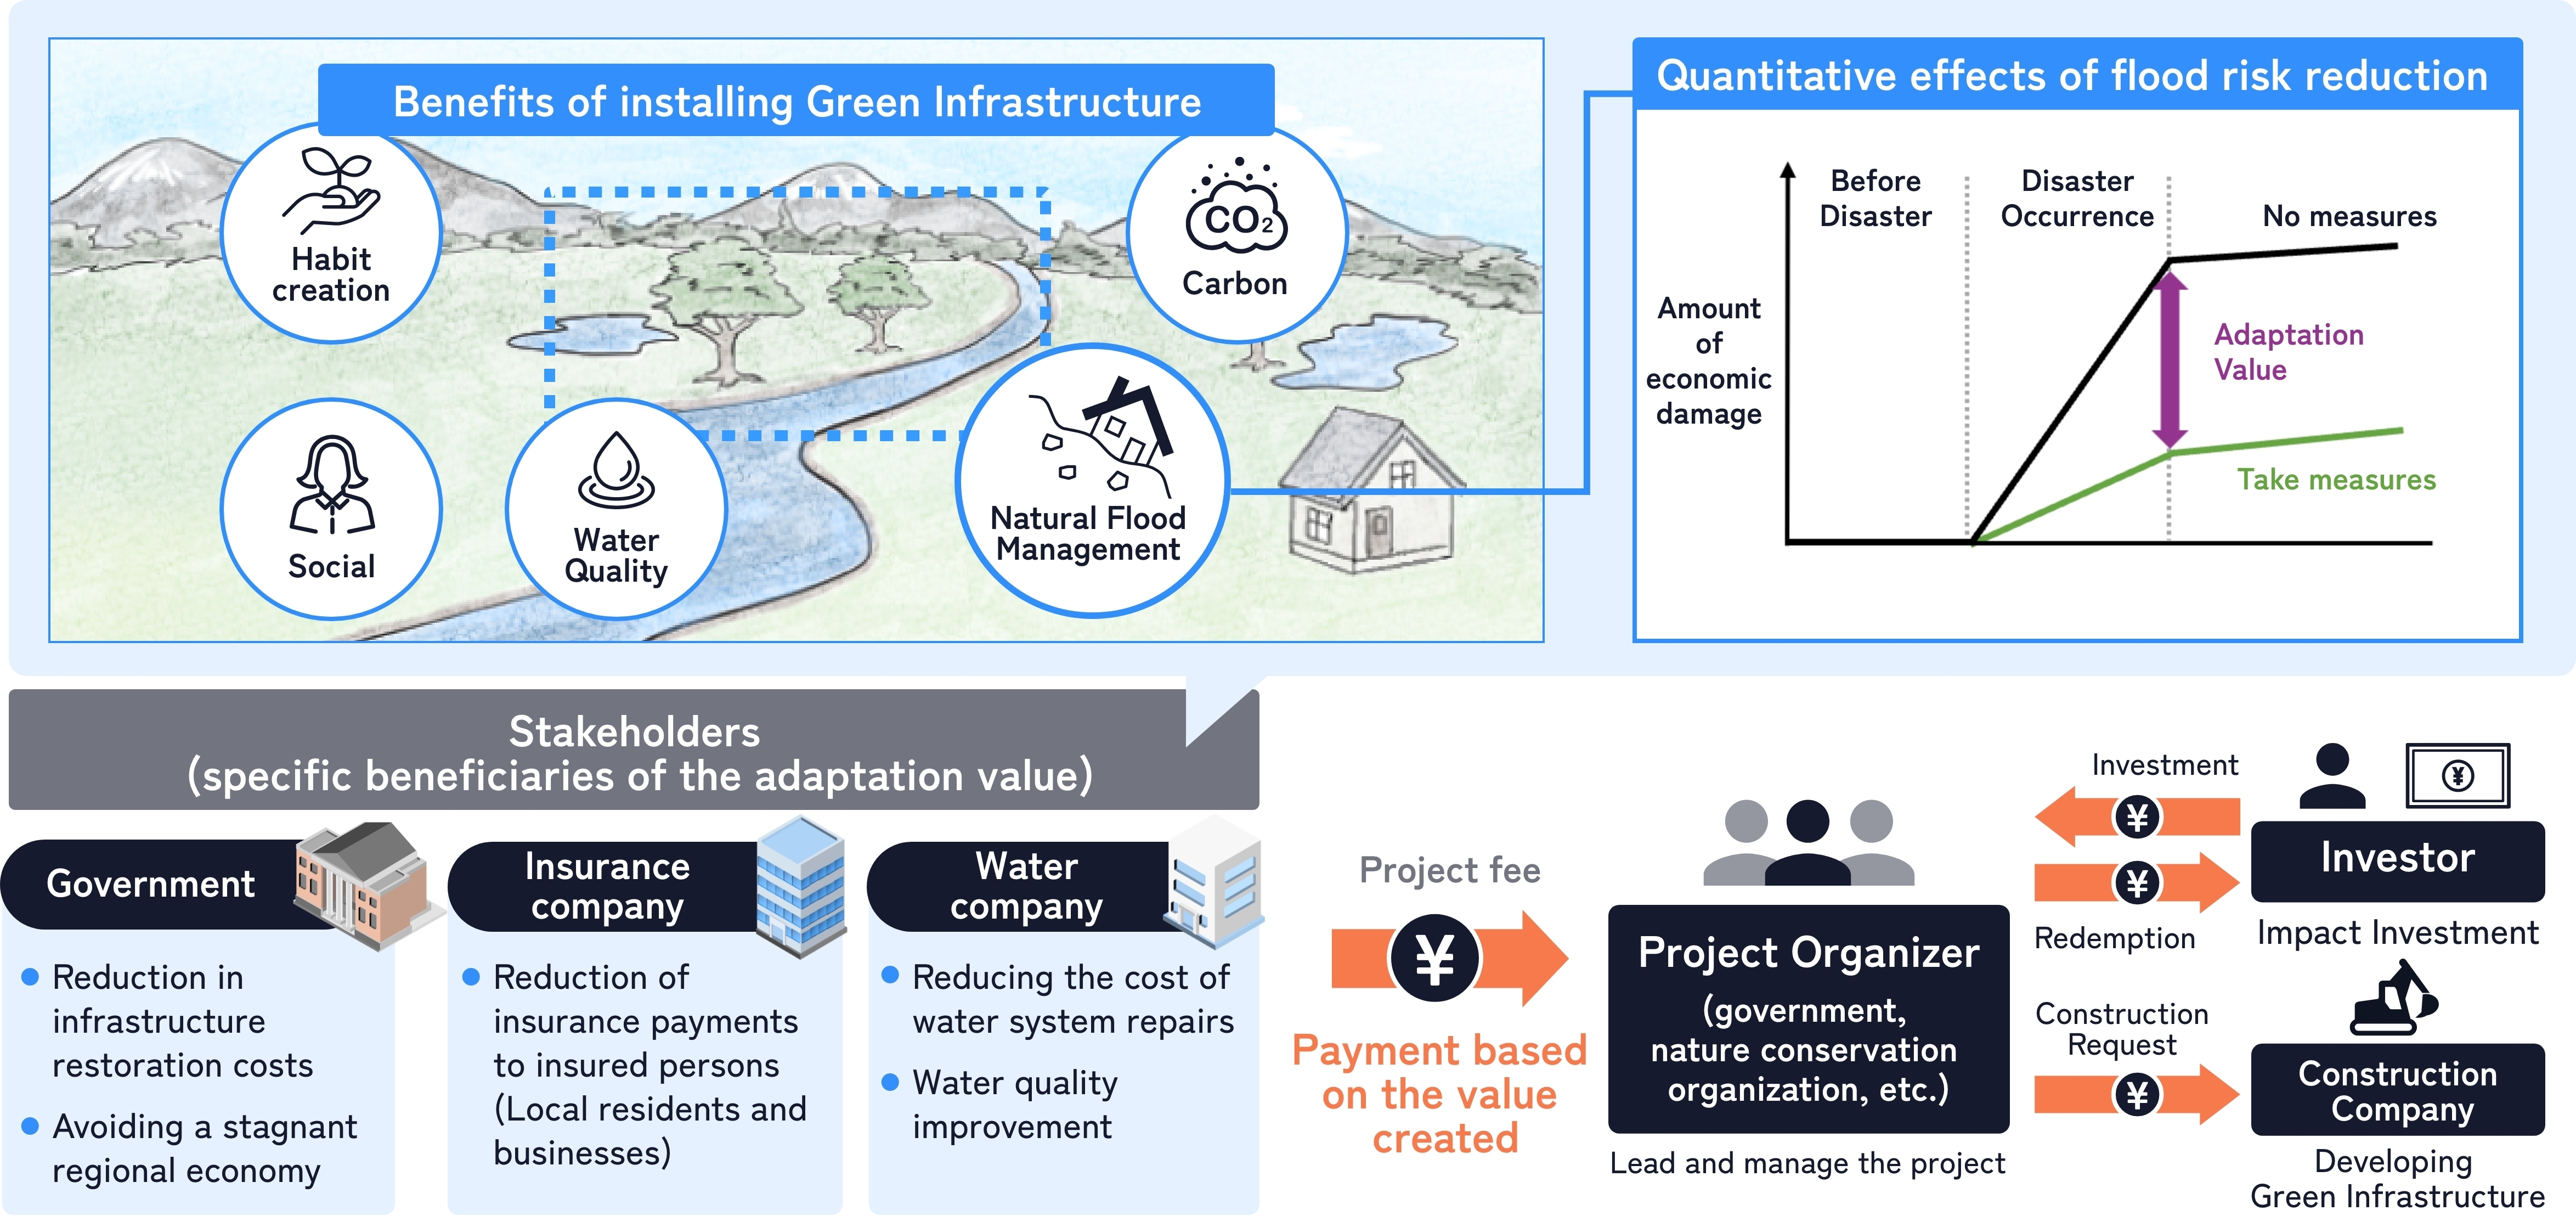 Benefits of installing Green Infrastructure
Habit
creation
CO₂
Carbon
Social
Water
Quality
Natural Flood
Management
Quantitative effects of flood risk reduction
Before
Disaster
Disaster
Occurrence
No measures
Amount
of
economic
damage
Adaptation
Value
Take measures
Stakeholders
(specific beneficiaries of the adaptation value)
Government
Reduction in
infrastructure
restoration costs
Avoiding a stagnant
regional economy
Insurance
company
Reduction of
insurance payments
to insured persons
(Local residents and
businesses)
Water
company
Reducing the cost of
water system repairs
Water quality
improvement
Project fee
¥
Payment based
on the value
created
Project Organizer
(government,
nature conservation
organization, etc.)
Lead and manage the project
Investment
¥
¥
Redemption
¥
Investor
Impact Investment
Construction
Request
¥
Construction
Company
Developing
Green Infrastructure